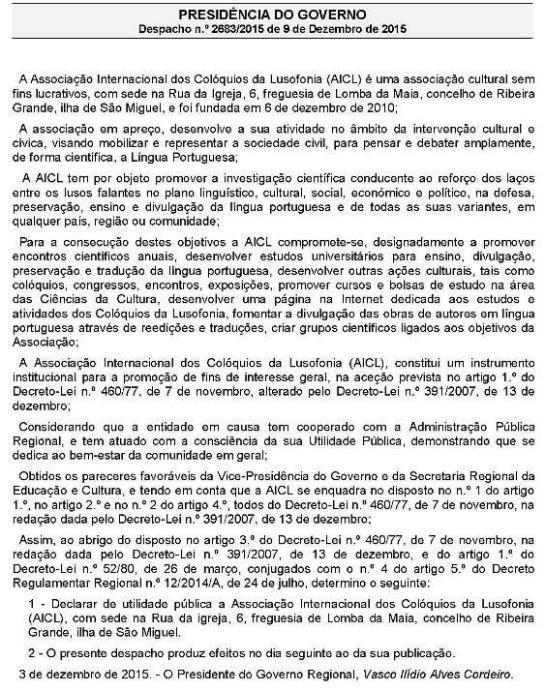 PRESIDÊNCIA DO GOVERNO
Despacho n.º 2683/2015 de 9 de Dezembro de 2015
A Associação Internacional dos Colóquios da Lusofonia (AICL) é uma associação cultural sem
fins lucrativos, com sede na Rua da Igreja, 6, freguesia de Lomba da Maia, concelho de Ribeira
Grande, ilha de São Miguel, e foi fundada em 6 de dezembro de 2010;
A associação em apreço, desenvolve a sua atividade no âmbito da intervenção cultural e
cívica, visando mobilizar e representar a sociedade civil, para pensar e debater amplamente,
de forma científica, a Língua Portuguesa;
A AICL tem por objeto promover a investigação científica conducente ao reforço dos laços
entre os lusos falantes no plano linguístico, cultural, social, económico e político, na defesa,
preservação, ensino e divulgação da língua portuguesa e de todas as suas variantes, em
qualquer país, região ou comunidade;
Para a consecução destes objetivos a AICL compromete-se, designadamente a promover
encontros científicos anuais, desenvolver estudos universitários para ensino, divulgação,
preservação e tradução da língua portuguesa, desenvolver outras ações culturais, tais como
colóquios, congressos, encontros, exposições, promover cursos e bolsas de estudo na área
das Ciências da Cultura, desenvolver uma página na Internet dedicada aos estudos e
atividades dos Colóquios da Lusofonia, fomentar a divulgação das obras de autores em língua
portuguesa através de reedições e traduções, criar grupos científicos ligados aos objetivos da
Associação;
A Associação Internacional dos Colóquios da Lusofonia (AICL), constitui um instrumento
institucional para a promoção de fins de interesse geral, na aceção prevista no artigo 1.º do
Decreto-Lei n.º 460/77, de 7 de novembro, alterado pelo Decreto-Lei n.º 391/2007, de 13 de
dezembro;
Considerando que a entidade em causa tem cooperado com a Administração Pública
Regional, e tem atuado com a consciência da sua Utilidade Pública, demonstrando que se
dedica ao bem-estar da comunidade em geral;
Obtidos os pareceres favoráveis da Vice-Presidência do Governo e da Secretaria Regional da
Educação e Cultura, e tendo em conta que a AICL se enquadra no disposto no n.º 1 do artigo
1.º, no artigo 2.º e no n.º 2 do artigo 4.º, todos do Decreto-Lei n.º 460/77, de 7 de novembro, na
redação dada pelo Decreto-Lei n.º 391/2007, de 13 de dezembro;
Assim, ao abrigo do disposto no artigo 3.º do Decreto-Lei n.º 460/77, de 7 de novembro, na
redação dada pelo Decreto-Lei n.º 391/2007, de 13 de dezembro, e do artigo 1.º do
Decreto-Lei n.º 52/80, de 26 de março, conjugados com o n.º 4 do artigo 5.º do Decreto
Regulamentar Regional n.º 12/2014/A, de 24 de julho, determino o seguinte:
1 - Declarar de utilidade pública a Associação Internacional dos Colóquios da Lusofonia
(AICL), com sede na Rua da igreja, 6, freguesia de Lomba da Maia, concelho de Ribeira
Grande, ilha de São Miguel.
2 - O presente despacho produz efeitos no dia seguinte ao da sua publicação.
3 de dezembro de 2015. - O Presidente do Governo Regional, Vasco Ilídio Alves Cordeiro.